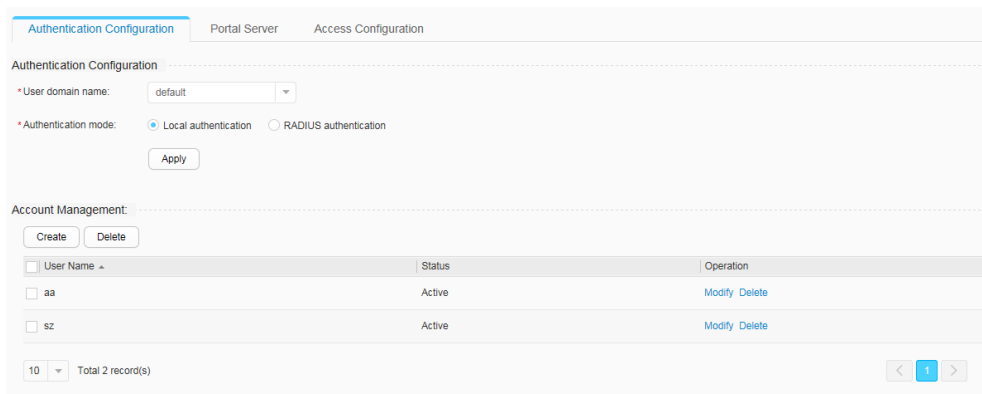 Authentication Configuration Portal Server Access Configuration
Authentication Configuration
* User domain name: default
* Authentication mode: Local authentication RADIUS authentication
Apply
Account Management:
Create Delete
User Name Status Operation
aa Active Modify Delete
sz Active Modify Delete
10 Total 2 record(s) < 1 >